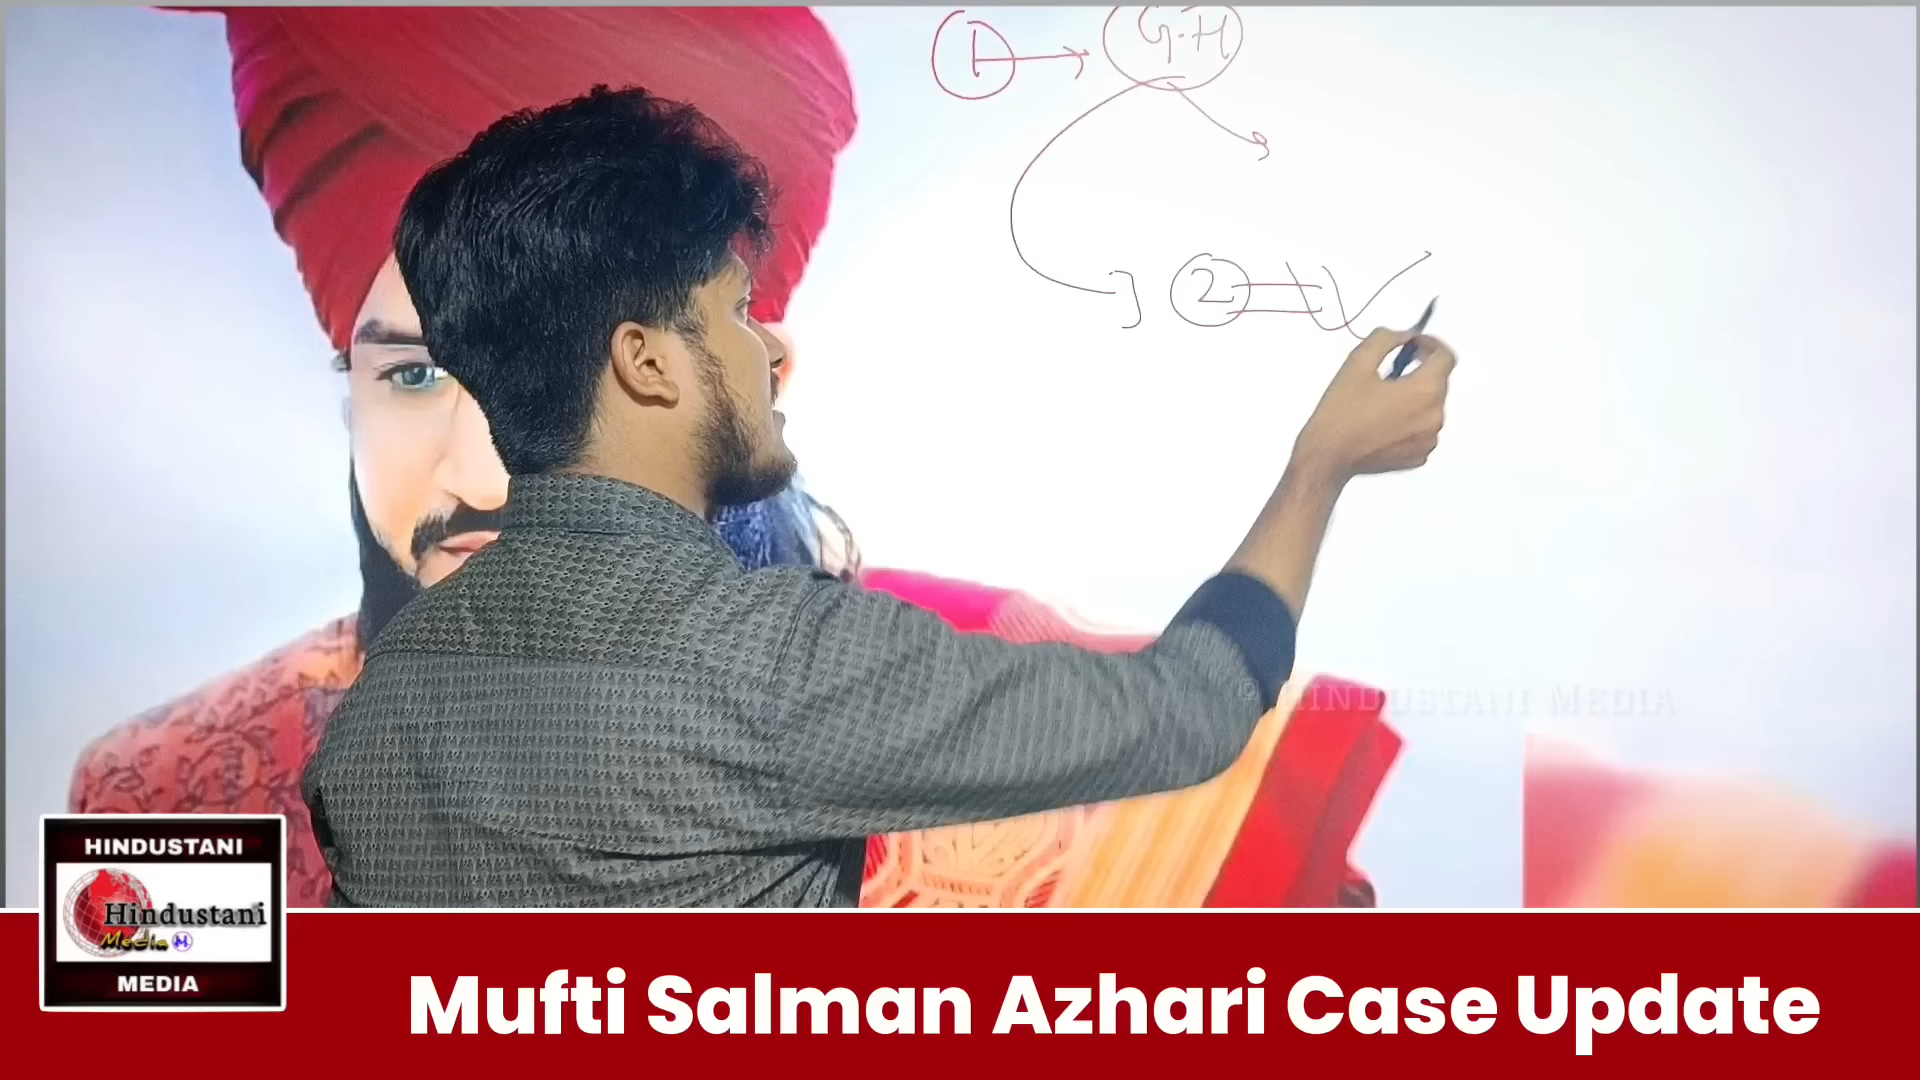 1 → G.H
2
© HINDUSTANI MEDIA
HINDUSTANI
Hindustani
Media M
MEDIA
Mufti Salman Azhari Case Update